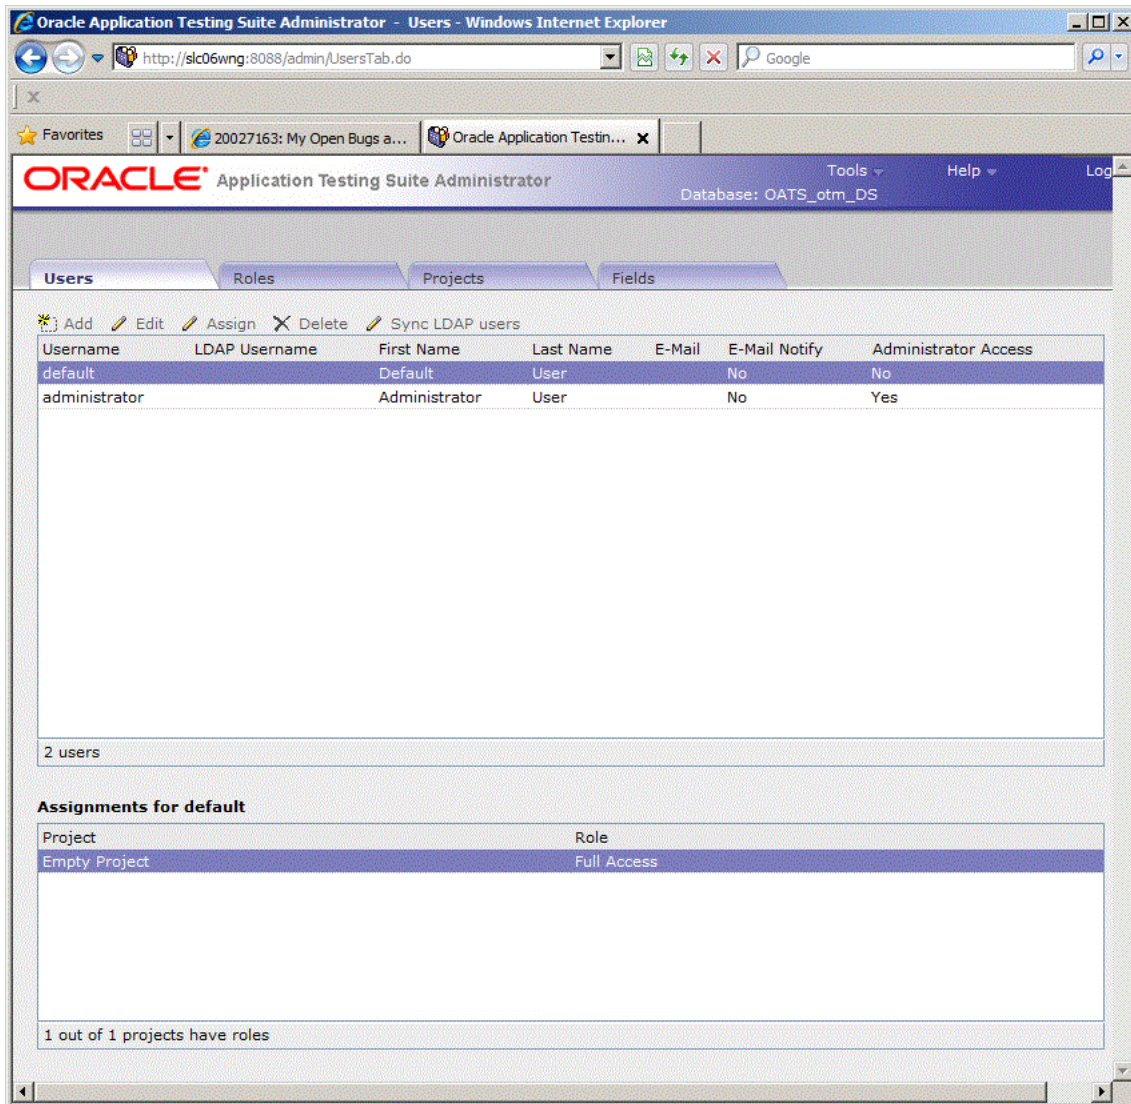 Oracle Application Testing Suite Administrator - Users - Windows Internet Explorer
http://slc06wng:8088/admin/UsersTab.do Google
x
Favorites 20027163: My Open Bugs a... Oracle Application Testin... X
ORACLE Application Testing Suite Administrator Tools Help Log
Database: OATS_otm_DS
Users Roles Projects Fields
Add Edit Assign Delete Sync LDAP users
Username LDAP Username First Name Last Name E-Mail E-Mail Notify Administrator Access
default Default User No No
administrator Administrator User No Yes
2 users
Assignments for default
Project Role
Empty Project Full Access
1 out of 1 projects have roles